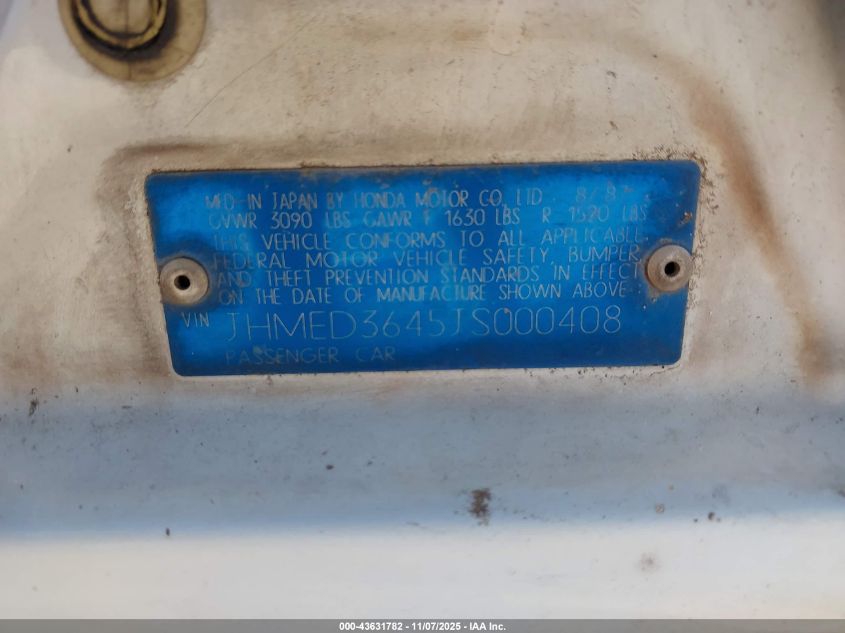 MFD-IN JAPAN BY HONDA MOTOR CO., LTD. 8/87
GVWR 3090 LBS GAWR F 1630 LBS R 1520 LBS
THIS VEHICLE CONFORMS TO ALL APPLICABLE
FEDERAL MOTOR VEHICLE SAFETY, BUMPER,
AND THEFT PREVENTION STANDARDS IN EFFECT
ON THE DATE OF MANUFACTURE SHOWN ABOVE.
VIN JHMED3645JS000408
PASSENGER CAR
000-43631782 - 11/07/2025 - IAA Inc.